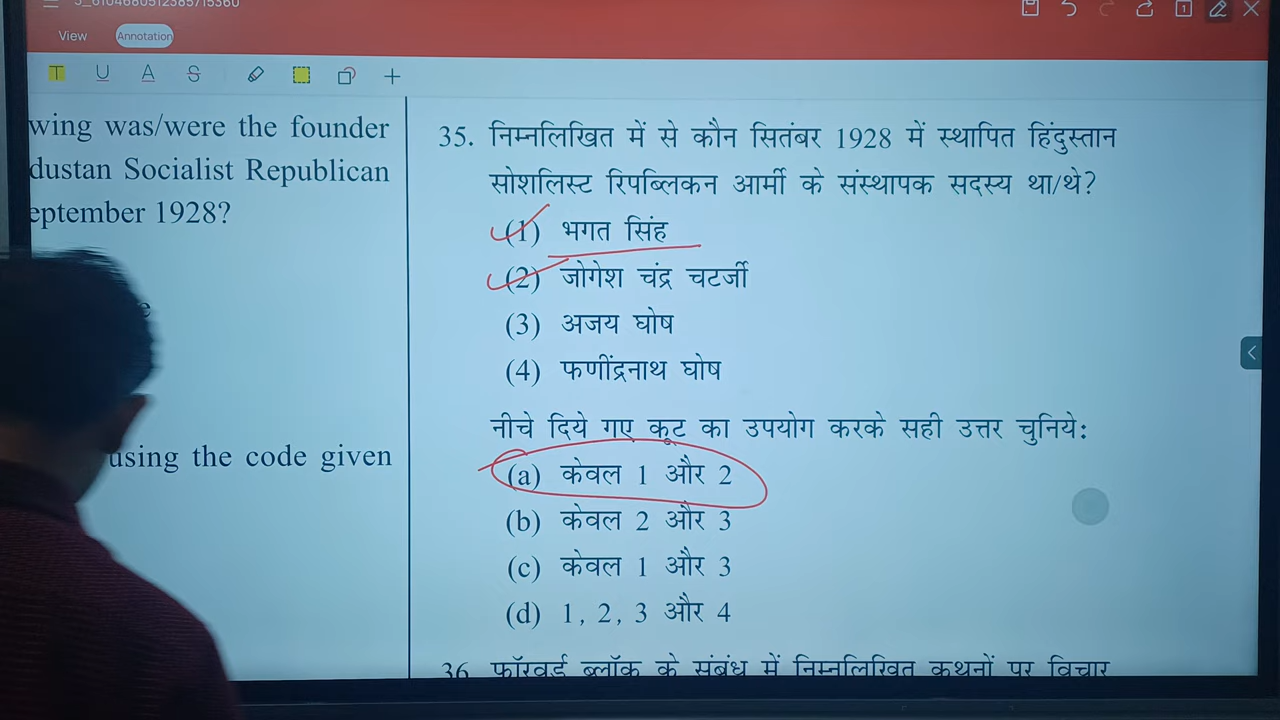 View
Annotation
T U A S
wing was/were the founder
dustan Socialist Republican
eptember 1928?
using the code given
35. निम्नलिखित में से कौन सितंबर 1928 में स्थापित हिंदुस्तान
सोशलिस्ट रिपब्लिकन आर्मी के संस्थापक सदस्य था/थे?
(1) भगत सिंह
(2) जोगेश चंद्र चटर्जी
(3) अजय घोष
(4) फणींद्रनाथ घोष
नीचे दिये गए कूट का उपयोग करके सही उत्तर चुनिये:
(a) केवल 1 और 2
(b) केवल 2 और 3
(c) केवल 1 और 3
(d) 1, 2, 3 और 4
36 फॉरवर्ड ब्लॉक के संबंध में निम्नलिखित कथनों पर विचार